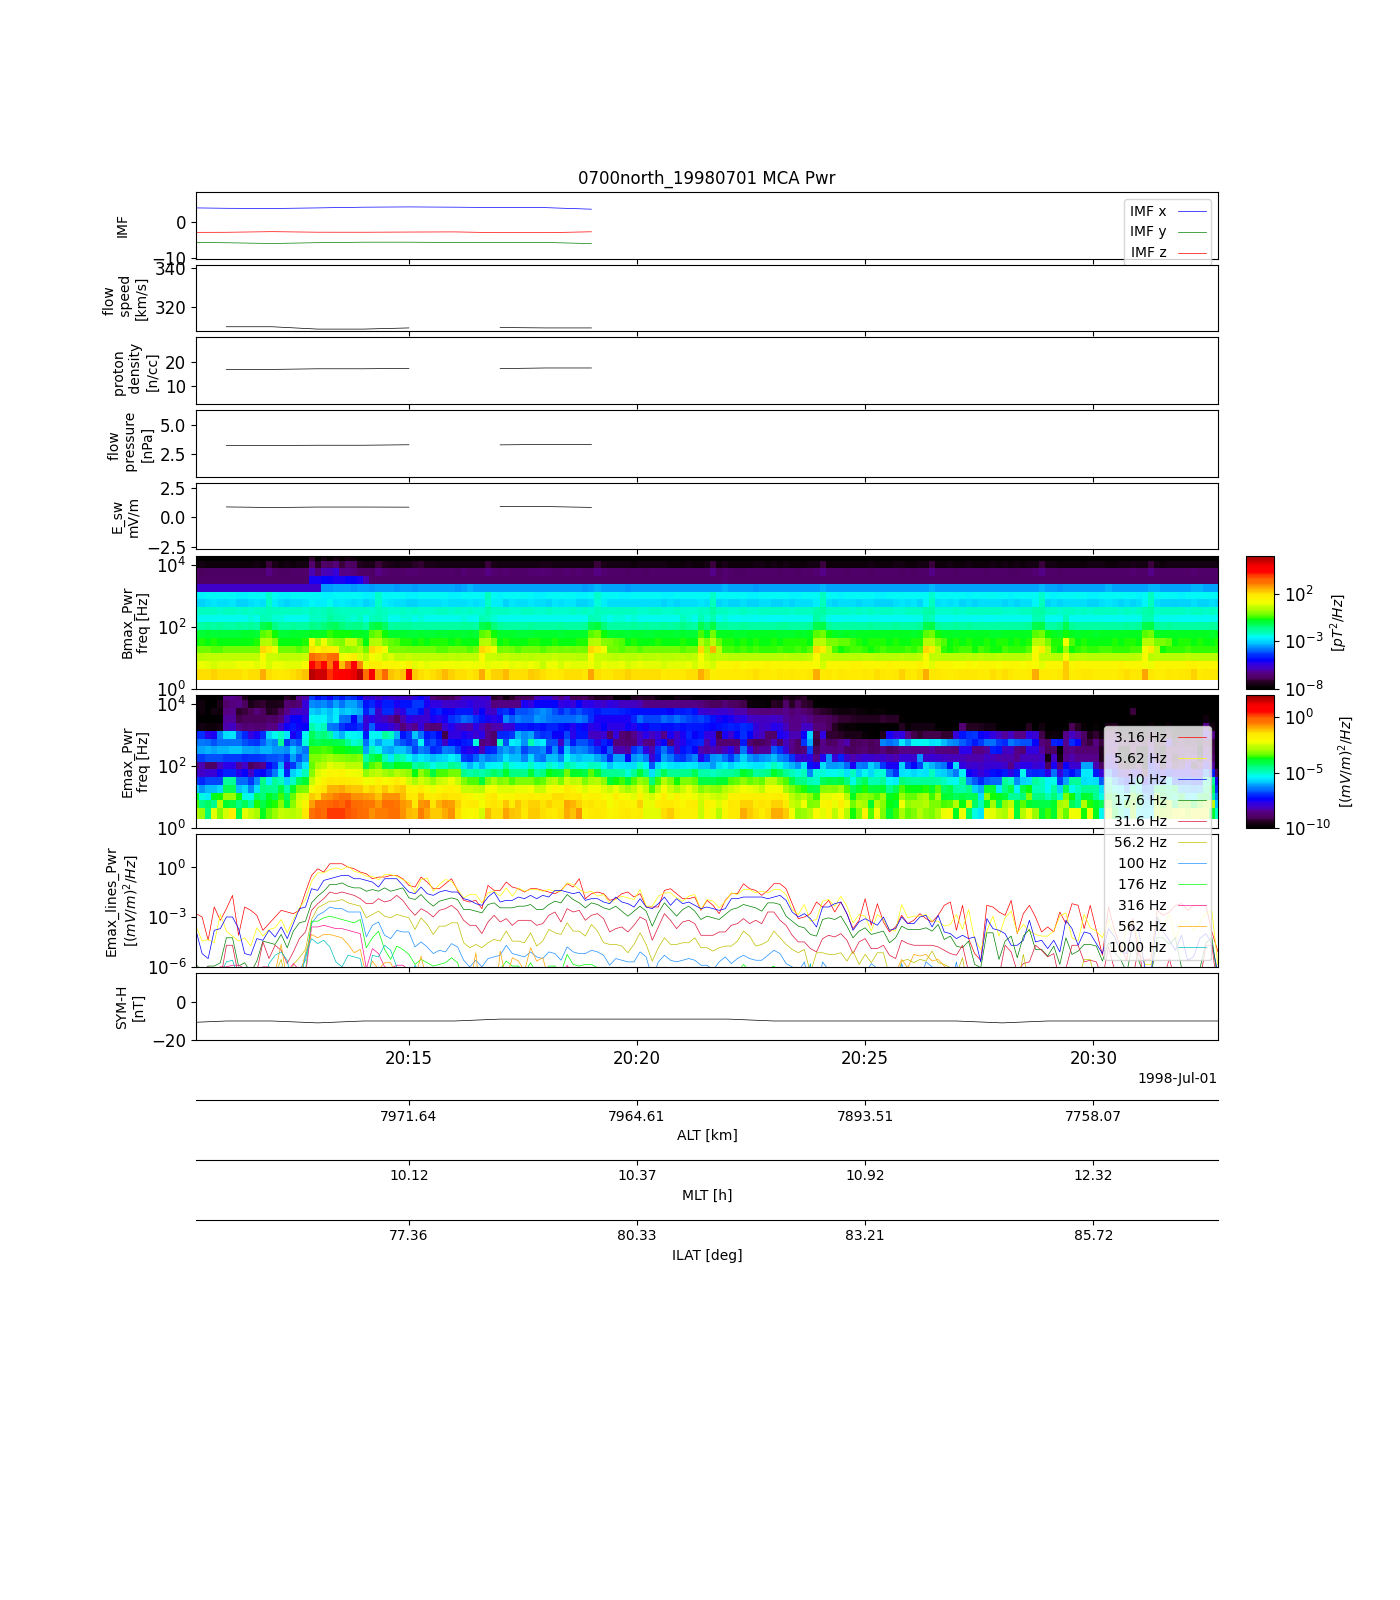 0700north_19980701 MCA Pwr
IMF
0
−10
IMF x
IMF y
IMF z
flow
speed
[km/s]
340
320
proton
density
[n/cc]
20
10
flow
pressure
[nPa]
5.0
2.5
E_sw
mV/m
2.5
0.0
−2.5
Bmax_Pwr
freq [Hz]
10^4
10^2
10^0
10^2
10^−3
10^−8
[pT^2/Hz]
Emax_Pwr
freq [Hz]
10^4
10^2
10^0
10^0
10^−5
10^−10
[(mV/m)^2/Hz]
3.16 Hz
5.62 Hz
10 Hz
17.6 Hz
31.6 Hz
56.2 Hz
100 Hz
176 Hz
316 Hz
562 Hz
1000 Hz
Emax_lines_Pwr
[(mV/m)^2/Hz]
10^0
10^−3
10^−6
SYM-H
[nT]
0
−20
20:15 20:20 20:25 20:30
1998-Jul-01
7971.64 7964.61 7893.51 7758.07
ALT [km]
10.12 10.37 10.92 12.32
MLT [h]
77.36 80.33 83.21 85.72
ILAT [deg]